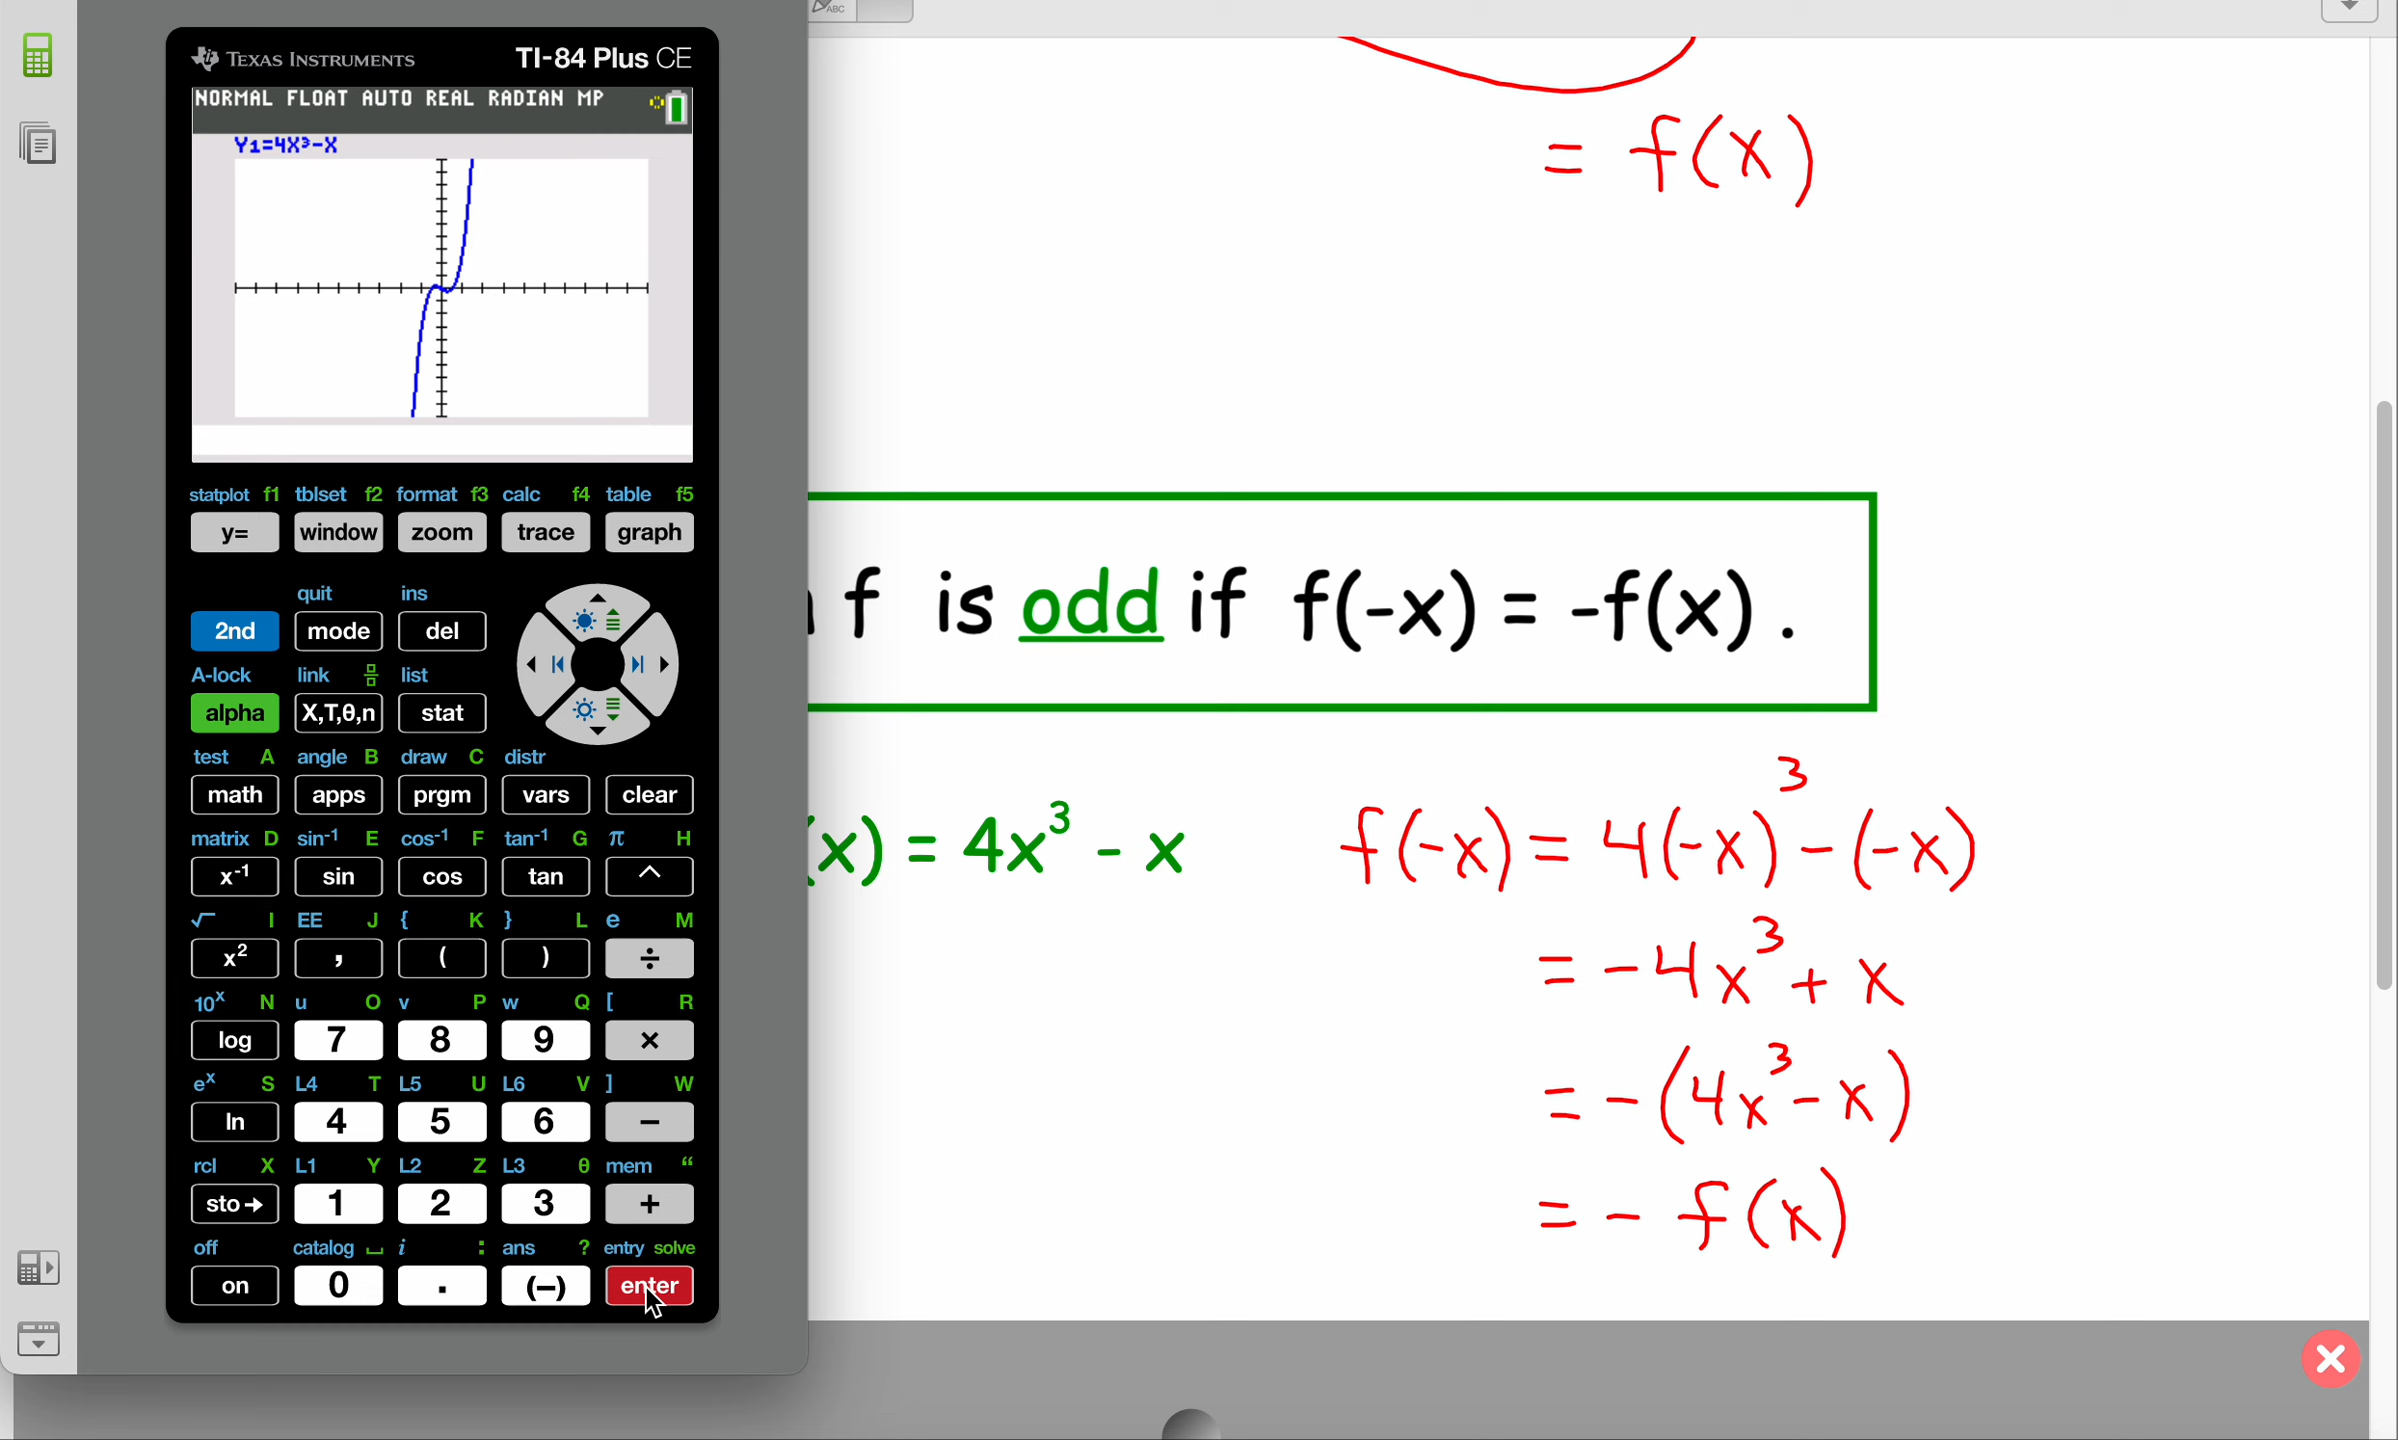 ABC
TEXAS INSTRUMENTS TI-84 Plus CE
NORMAL FLOAT AUTO REAL RADIAN MP
Y1=4X³-X
statplot f1 tblset f2 format f3 calc f4 table f5
y= window zoom trace graph
quit ins
2nd mode del
A-lock link list
alpha X,T,θ,n stat
test A angle B draw C distr
math apps prgm vars clear
matrix D sin⁻¹ E cos⁻¹ F tan⁻¹ G π H
x⁻¹ sin cos tan ^
√ I EE J { K } L e M
x² , ( ) ÷
10ˣ N u O v P w Q [ R
log 7 8 9 ×
eˣ S L4 T L5 U L6 V ] W
ln 4 5 6 −
rcl X L1 Y L2 Z L3 θ mem “
sto→ 1 2 3 +
off catalog ⎵ i : ans ? entry solve
on 0 . (–) enter
= f(x)
f is odd if f(-x) = -f(x).
(x) = 4x³ - x
f(-x) = 4(-x)³ - (-x)
= -4x³ + x
= -(4x³ - x)
= - f(x)